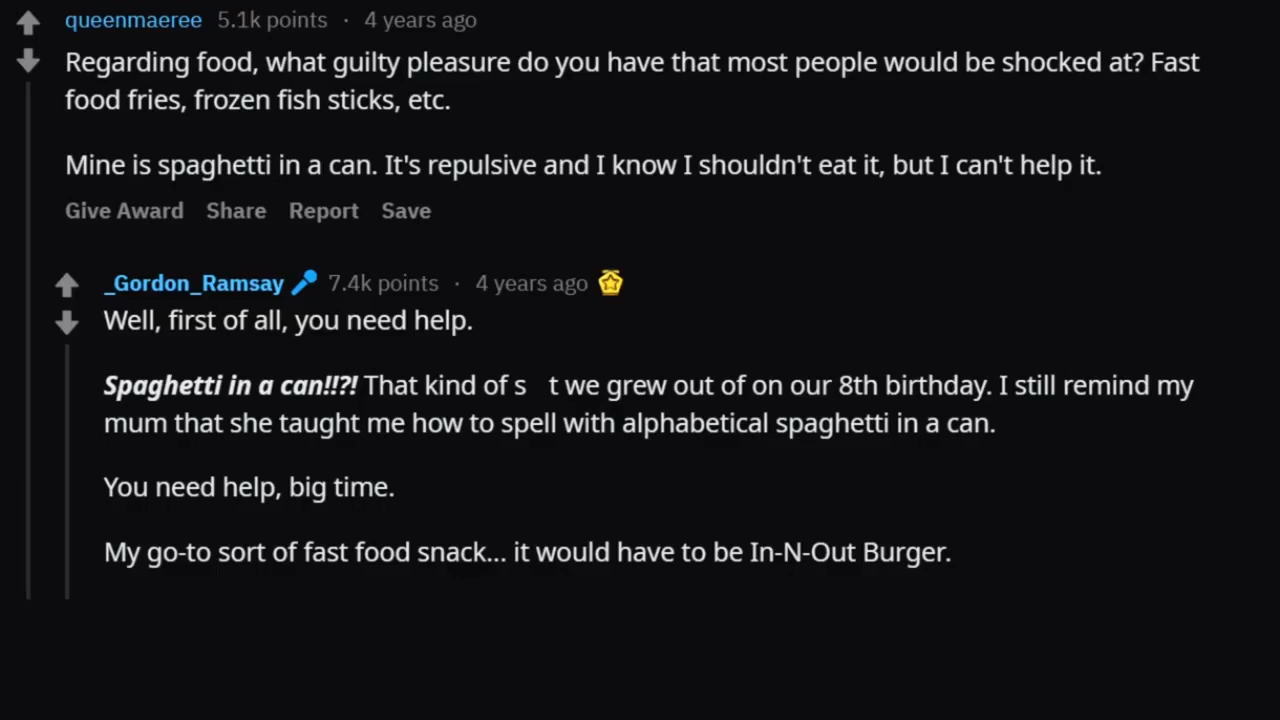 queenmaeree 5.1k points · 4 years ago
Regarding food, what guilty pleasure do you have that most people would be shocked at? Fast
food fries, frozen fish sticks, etc.
Mine is spaghetti in a can. It's repulsive and I know I shouldn't eat it, but I can't help it.
Give Award Share Report Save
_Gordon_Ramsay 7.4k points · 4 years ago
Well, first of all, you need help.
Spaghetti in a can!!?! That kind of s t we grew out of on our 8th birthday. I still remind my
mum that she taught me how to spell with alphabetical spaghetti in a can.
You need help, big time.
My go-to sort of fast food snack... it would have to be In-N-Out Burger.